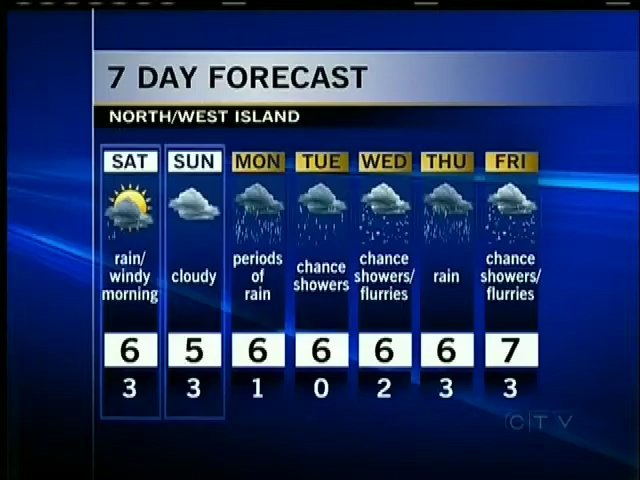 7 DAY FORECAST
NORTH/WEST ISLAND
SAT SUN MON TUE WED THU FRI
rain/
windy
morning
cloudy
periods
of
rain
chance
showers
chance
showers/
flurries
rain
chance
showers/
flurries
6 5 6 6 6 6 7
3 3 1 0 2 3 3
CTV